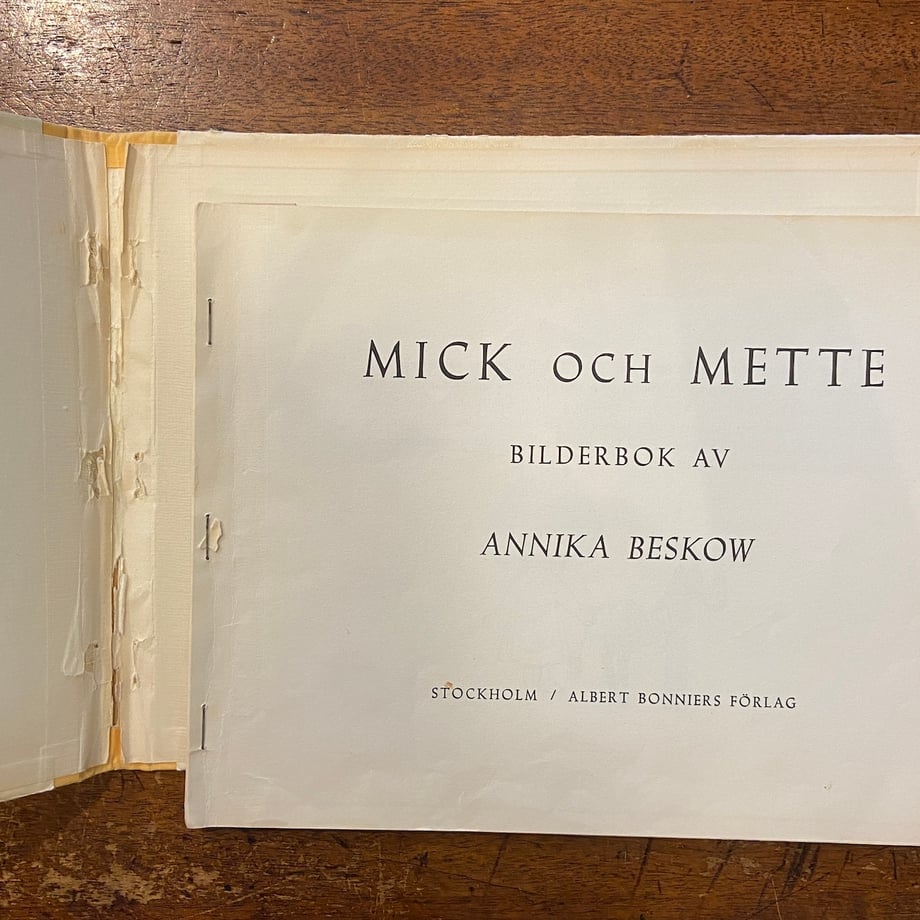 MICK OCH METTE
BILDERBOK AV
ANNIKA BESKOW
STOCKHOLM / ALBERT BONNIERS FÖRLAG